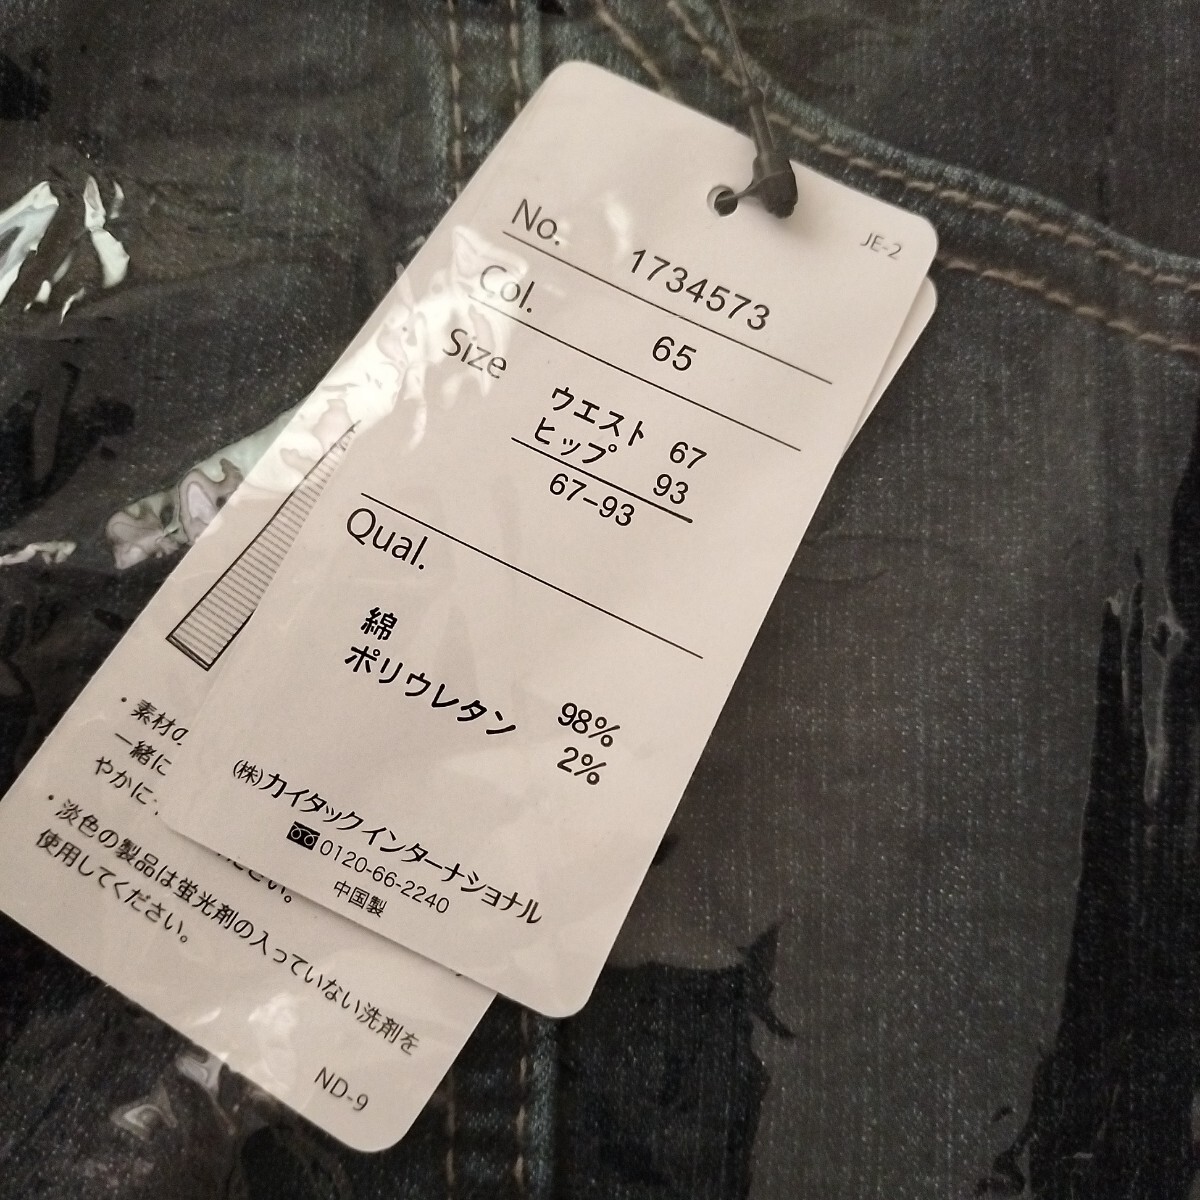 JE-2
No. 1734573
Col. 65
Size
ウエスト 67
ヒップ 93
67-93
Qual.
綿 98%
ポリウレタン 2%
(株)カイタックインターナショナル
0120-66-2240
中国製
・素材の
一緒に
やかに
ください。
・淡色の製品は蛍光剤の入っていない洗剤を
使用してください。
ND-9